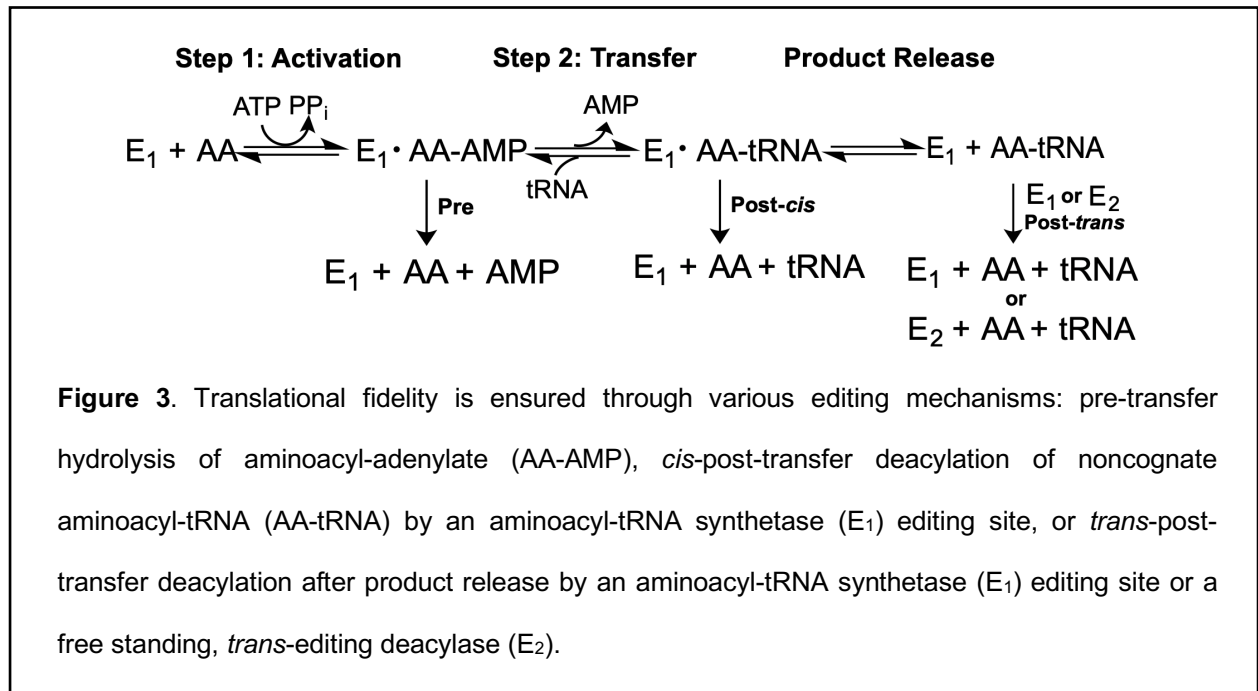 Step 1: Activation Step 2: Transfer Product Release
ATP PPi AMP
E1 + AA E1· AA-AMP E1· AA-tRNA E1 + AA-tRNA
tRNA
Pre Post-cis E1 or E2
Post-trans
E1 + AA + AMP E1 + AA + tRNA E1 + AA + tRNA
or
E2 + AA + tRNA
Figure 3. Translational fidelity is ensured through various editing mechanisms: pre-transfer
hydrolysis of aminoacyl-adenylate (AA-AMP), cis-post-transfer deacylation of noncognate
aminoacyl-tRNA (AA-tRNA) by an aminoacyl-tRNA synthetase (E1) editing site, or trans-post-
transfer deacylation after product release by an aminoacyl-tRNA synthetase (E1) editing site or a
free standing, trans-editing deacylase (E2).